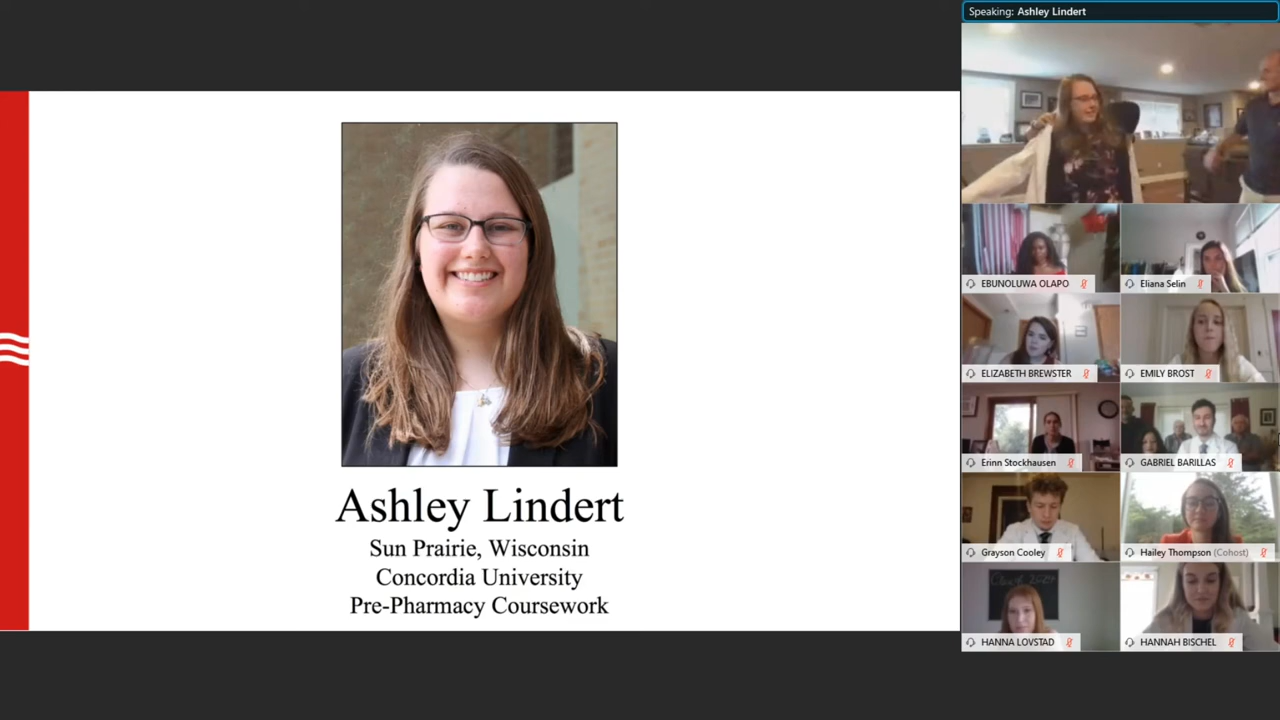 Speaking: Ashley Lindert
Ashley Lindert
Sun Prairie, Wisconsin
Concordia University
Pre-Pharmacy Coursework
EBUNOLUWA OLAPO
Eliana Selin
ELIZABETH BREWSTER
EMILY BROST
Erinn Stockhausen
GABRIEL BARILLAS
Grayson Cooley
Hailey Thompson (Cohost)
HANNA LOVSTAD
HANNAH BISCHEL